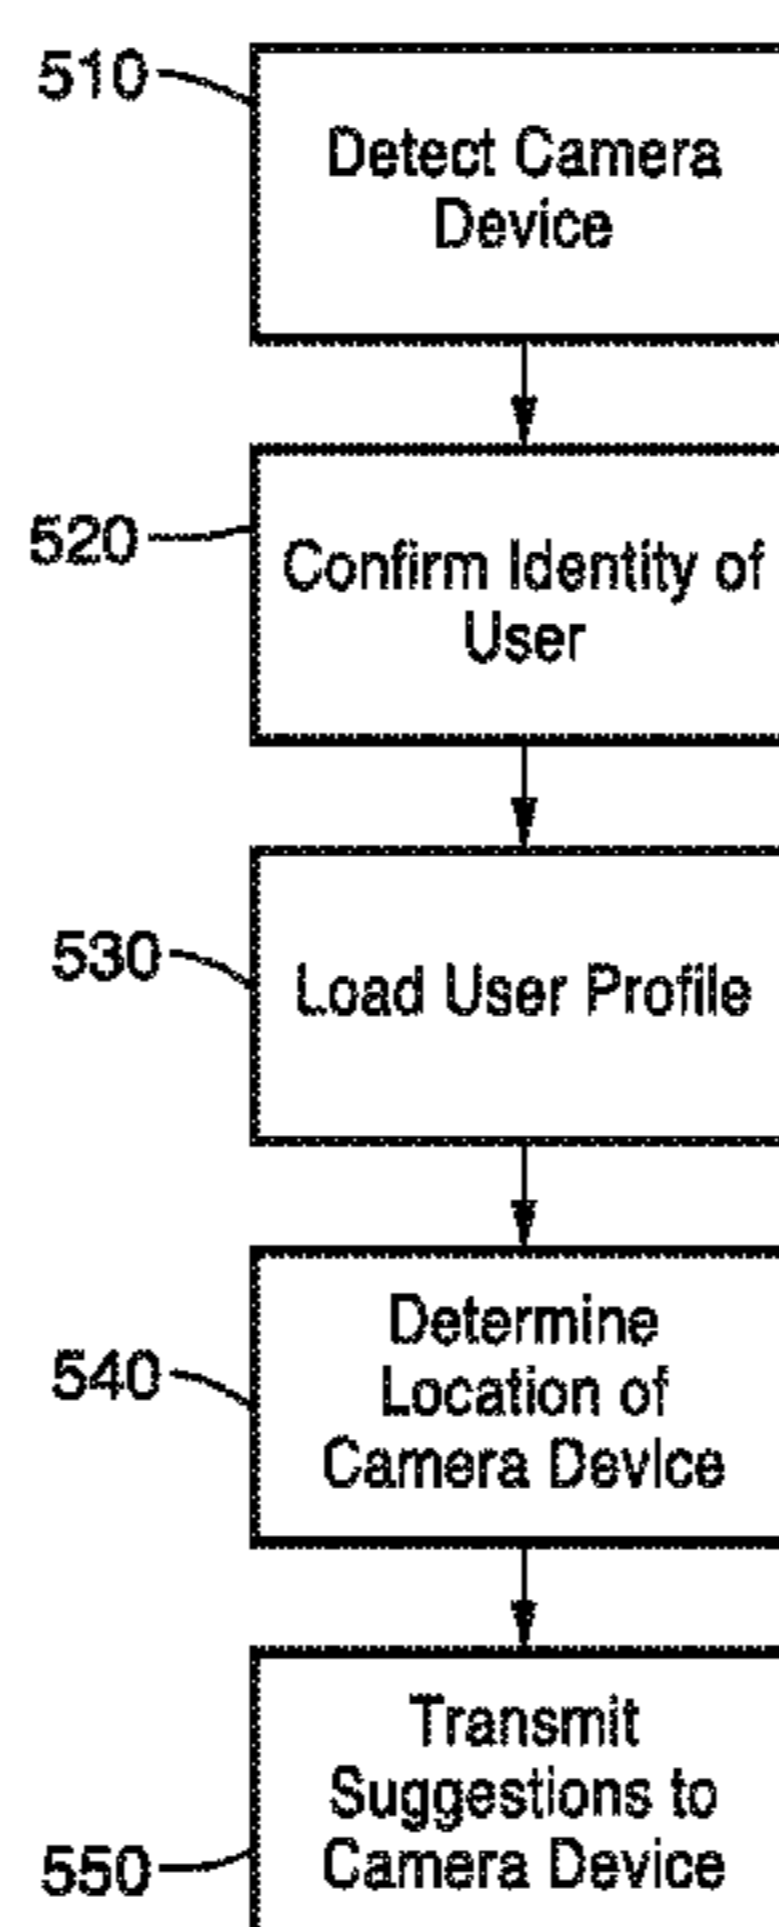 510
Detect Camera
Device
520
Confirm Identity of
User
530
Load User Profile
540
Determine
Location of
Camera Device
550
Transmit
Suggestions to
Camera Device